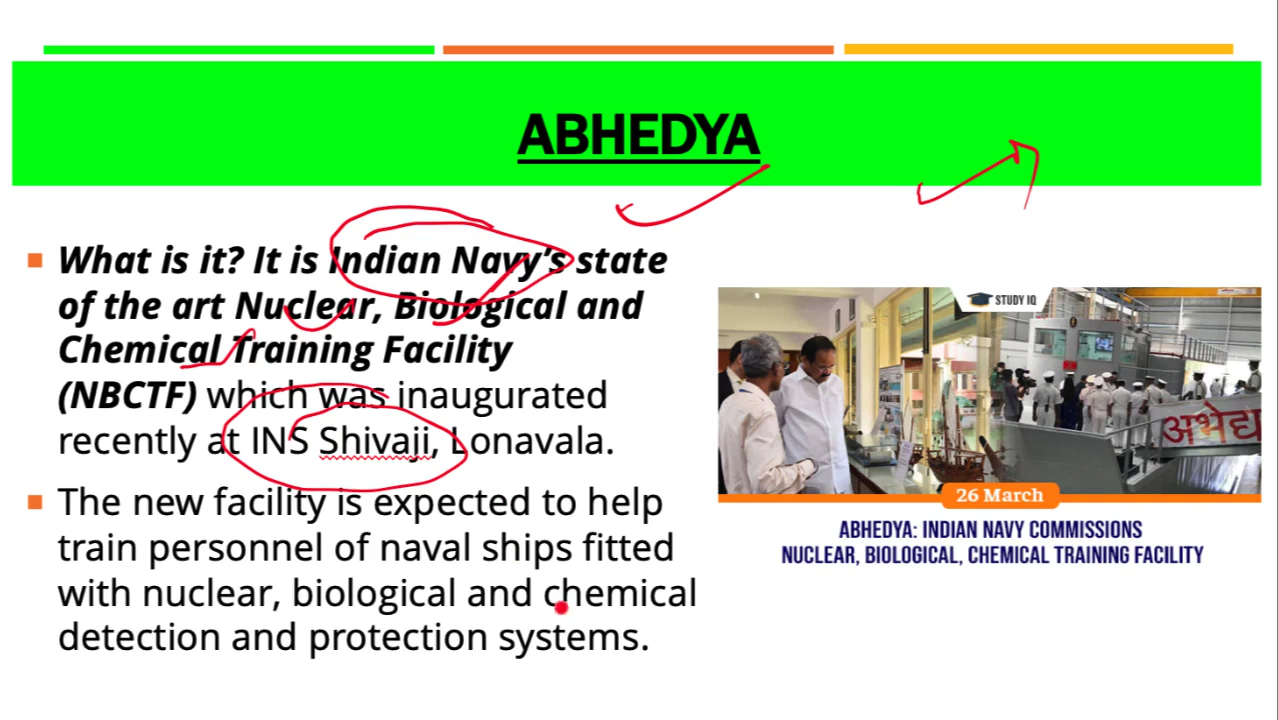 ABHEDYA
What is it? It is Indian Navy's state
of the art Nuclear, Biological and
Chemical Training Facility
(NBCTF) which was inaugurated
recently at INS Shivaji, Lonavala.
The new facility is expected to help
train personnel of naval ships fitted
with nuclear, biological and chemical
detection and protection systems.
STUDY IQ
अभेद्य
26 March
ABHEDYA: INDIAN NAVY COMMISSIONS
NUCLEAR, BIOLOGICAL, CHEMICAL TRAINING FACILITY